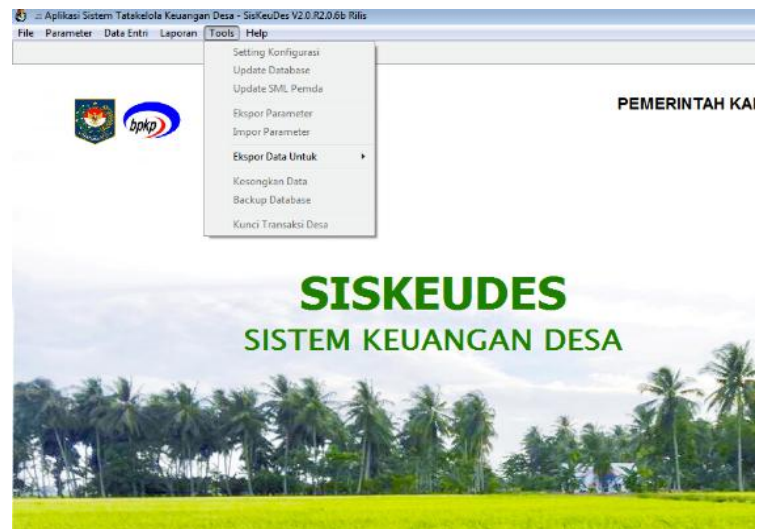 .:: Aplikasi Sistem Tatakelola Keuangan Desa - SisKeuDes V2.0.R2.0.6b Rilis
File Parameter Data Entri Laporan Tools Help
Setting Konfigurasi
Update Database
Update SML Pemda
Ekspor Parameter
Impor Parameter
Ekspor Data Untuk
Kosongkan Data
Backup Database
Kunci Transaksi Desa
bpkp
PEMERINTAH KA
SISKEUDES
SISTEM KEUANGAN DESA